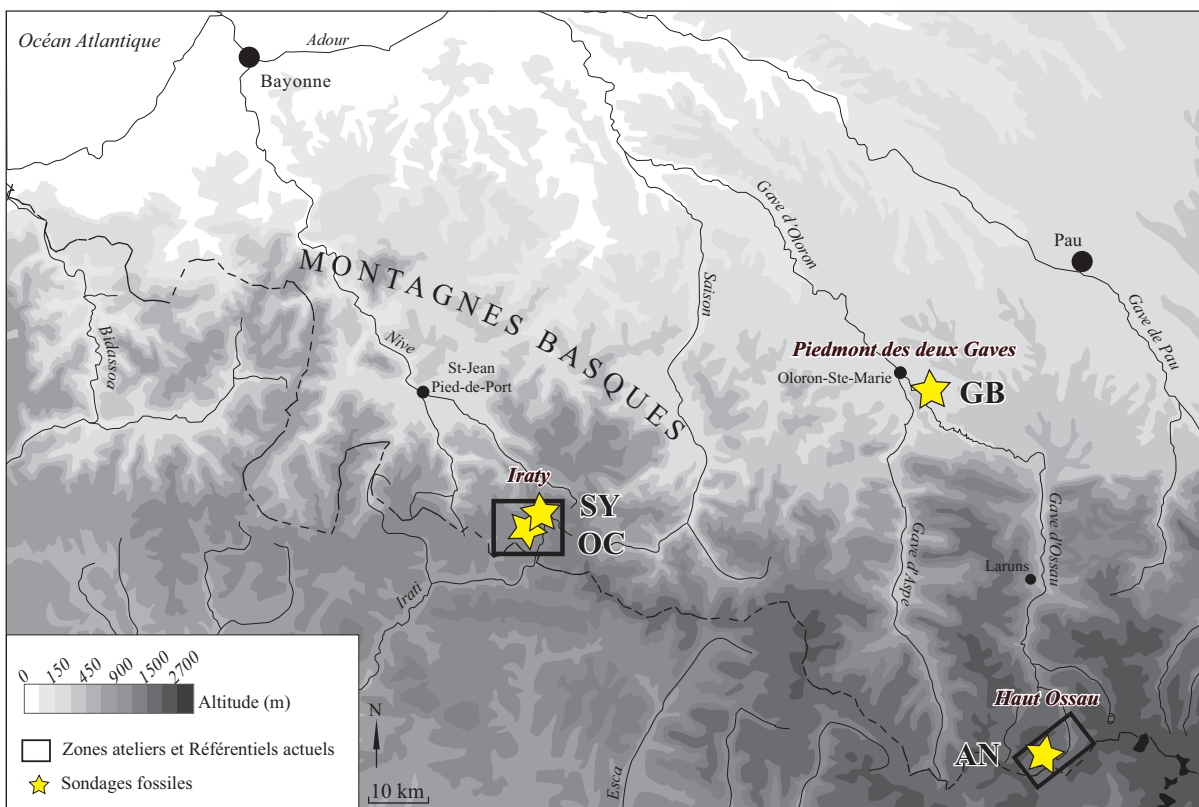 Océan Atlantique
Adour
Bayonne
Gave d'Oloron
Pau
MONTAGNES BASQUES
Saison
Gave de Pau
Bidassoa
Nive
St-Jean
Pied-de-Port
Piedmont des deux Gaves
Oloron-Ste-Marie
GB
Iraty
SY
OC
Gave d'Aspe
Gave d'Ossau
Laruns
Irati
Haut Ossau
AN
Esca
0 150 450 900 1500 2700
Altitude (m)
Zones ateliers et Référentiels actuels
Sondages fossiles
N
10 km